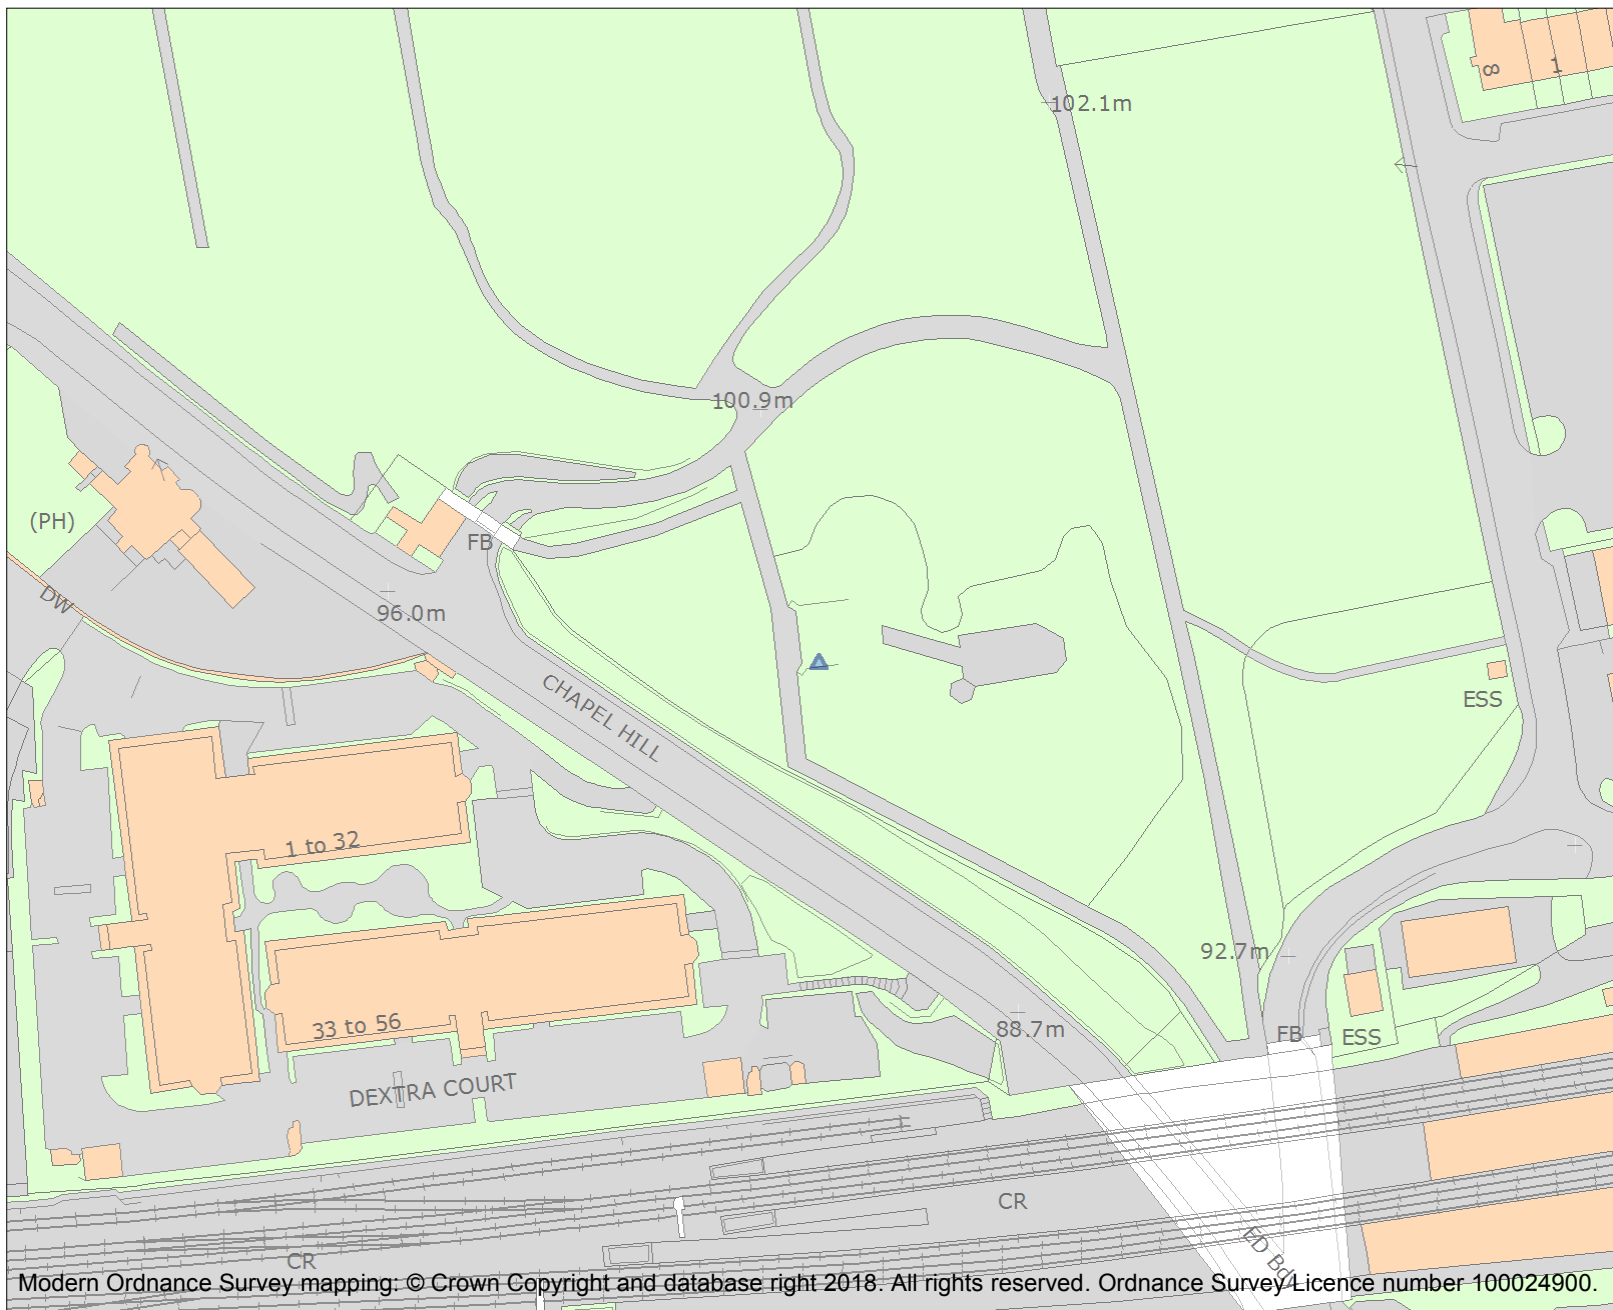 8
1
102.1m
100.9m
(PH)
FB
DW
96.0m
CHAPEL HILL
ESS
1 to 32
92.7m
33 to 56
88.7m
FB
ESS
DEXTRA COURT
CR
CR
ED Bdy
Modern Ordnance Survey mapping: © Crown Copyright and database right 2018. All rights reserved. Ordnance Survey Licence number 100024900.